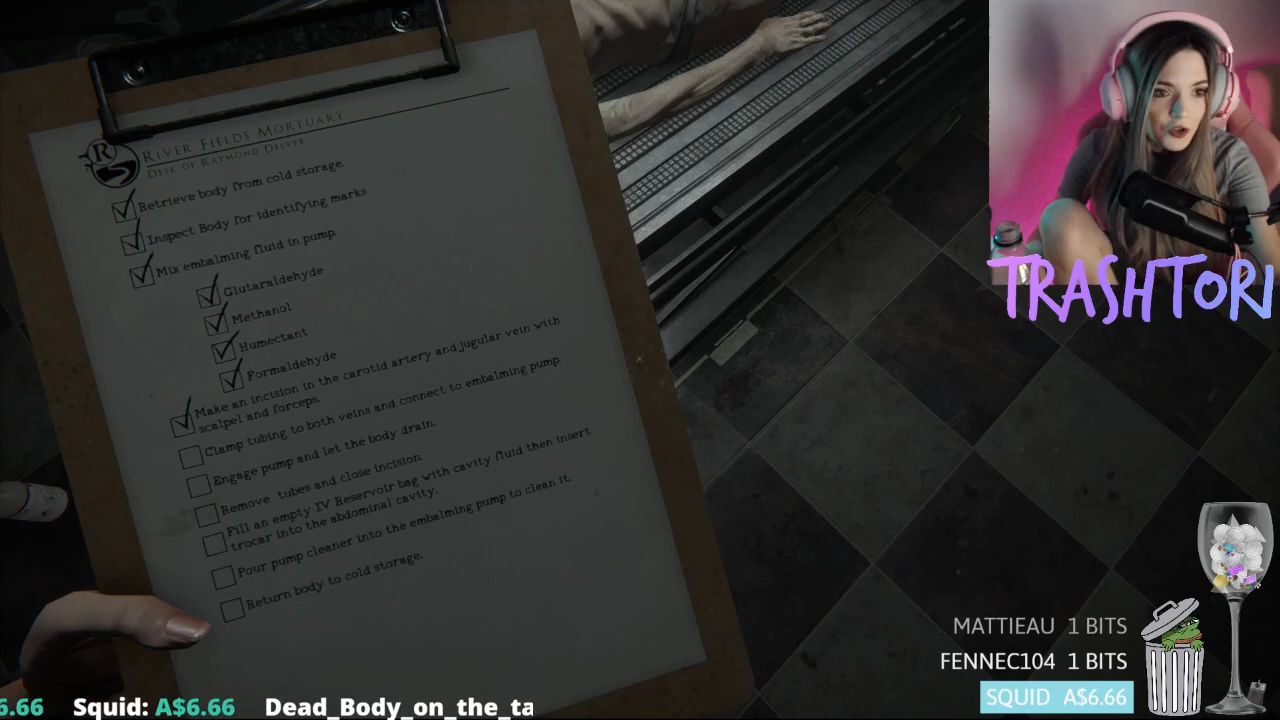 RIVER FIELDS MORTUARY
DESK OF RAYMOND DELVER
Retrieve body from cold storage.
Inspect Body for identifying marks
Mix embalming fluid in pump.
Glutaraldehyde
Methanol
Humectant
Formaldehyde
Make an incision in the carotid artery and jugular vein with
scalpel and forceps.
Clamp tubing to both veins and connect to embalming pump.
Engage pump and let the body drain.
Remove tubes and close incision.
Fill an empty IV Reservoir bag with cavity fluid then insert
trocar into the abdominal cavity.
Pour pump cleaner into the embalming pump to clean it.
Return body to cold storage.
TRASHTORI
MATTIEAU 1 BITS
FENNEC104 1 BITS
SQUID A$6.66
6.66 Squid: A$6.66 Dead_Body_on_the_ta